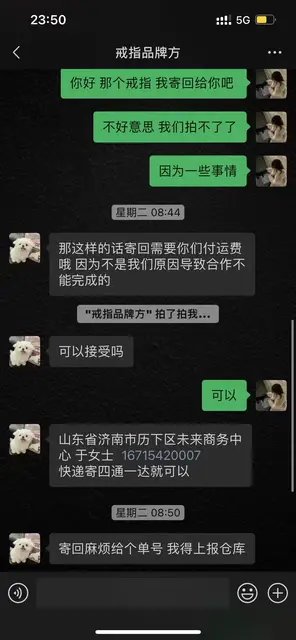 23:50
5G
戒指品牌方
你好 那个戒指 我寄回给你吧
不好意思 我们拍不了了
因为一些事情
星期二 08:44
那这样的话寄回需要你们付运费
哦 因为不是我们原因导致合作不
能完成的
"戒指品牌方" 拍了拍我...
可以接受吗
可以
山东省济南市历下区未来商务中
心 于女士 16715420007
快递寄四通一达就可以
星期二 08:50
寄回麻烦给个单号 我得上报仓库